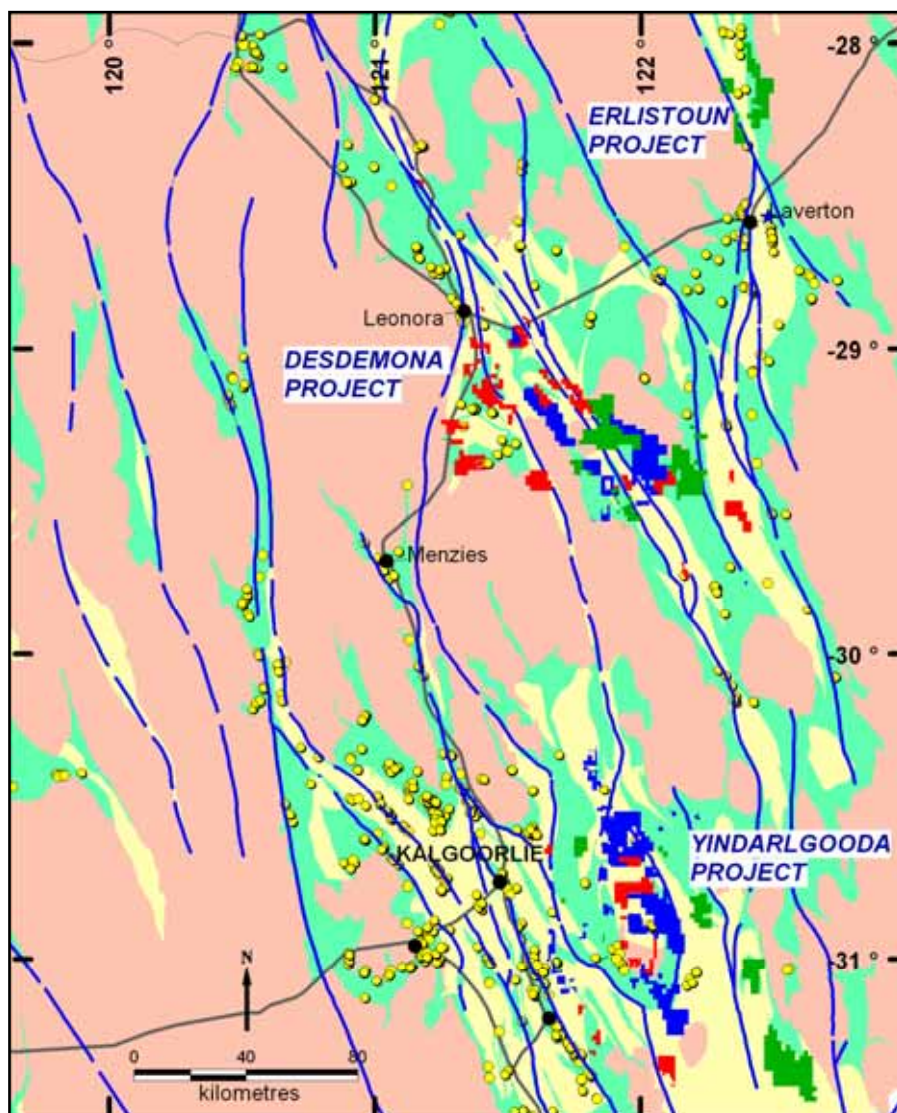 120 °
121 °
122 °
-28 °
ERLISTOUN
PROJECT
Laverton
Leonora
-29 °
DESDEMONA
PROJECT
Menzies
-30 °
KALGOORLIE
YINDARLGOODA
PROJECT
-31 °
N
0 40 80
kilometres